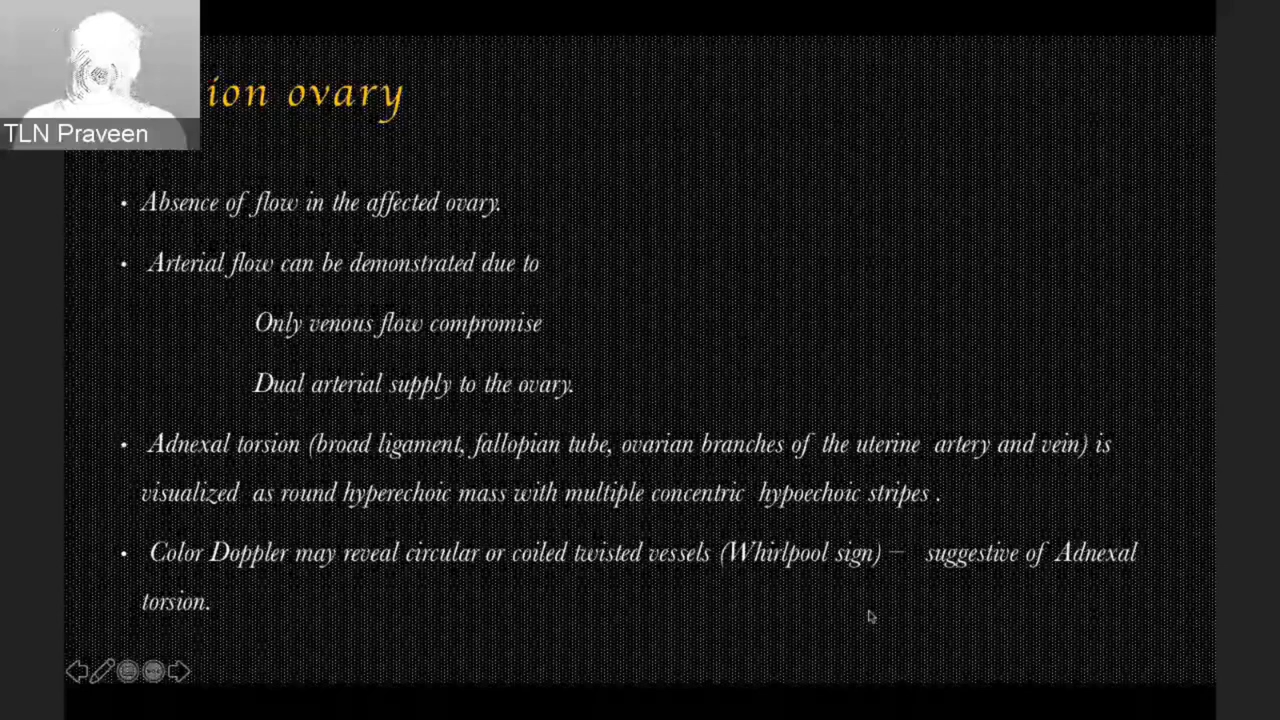 ion ovary
TLN Praveen
• Absence of flow in the affected ovary.
• Arterial flow can be demonstrated due to
Only venous flow compromise
Dual arterial supply to the ovary.
• Adnexal torsion (broad ligament, fallopian tube, ovarian branches of the uterine artery and vein) is
visualized as round hyperechoic mass with multiple concentric hypoechoic stripes .
• Color Doppler may reveal circular or coiled twisted vessels (Whirlpool sign) – suggestive of Adnexal
torsion.